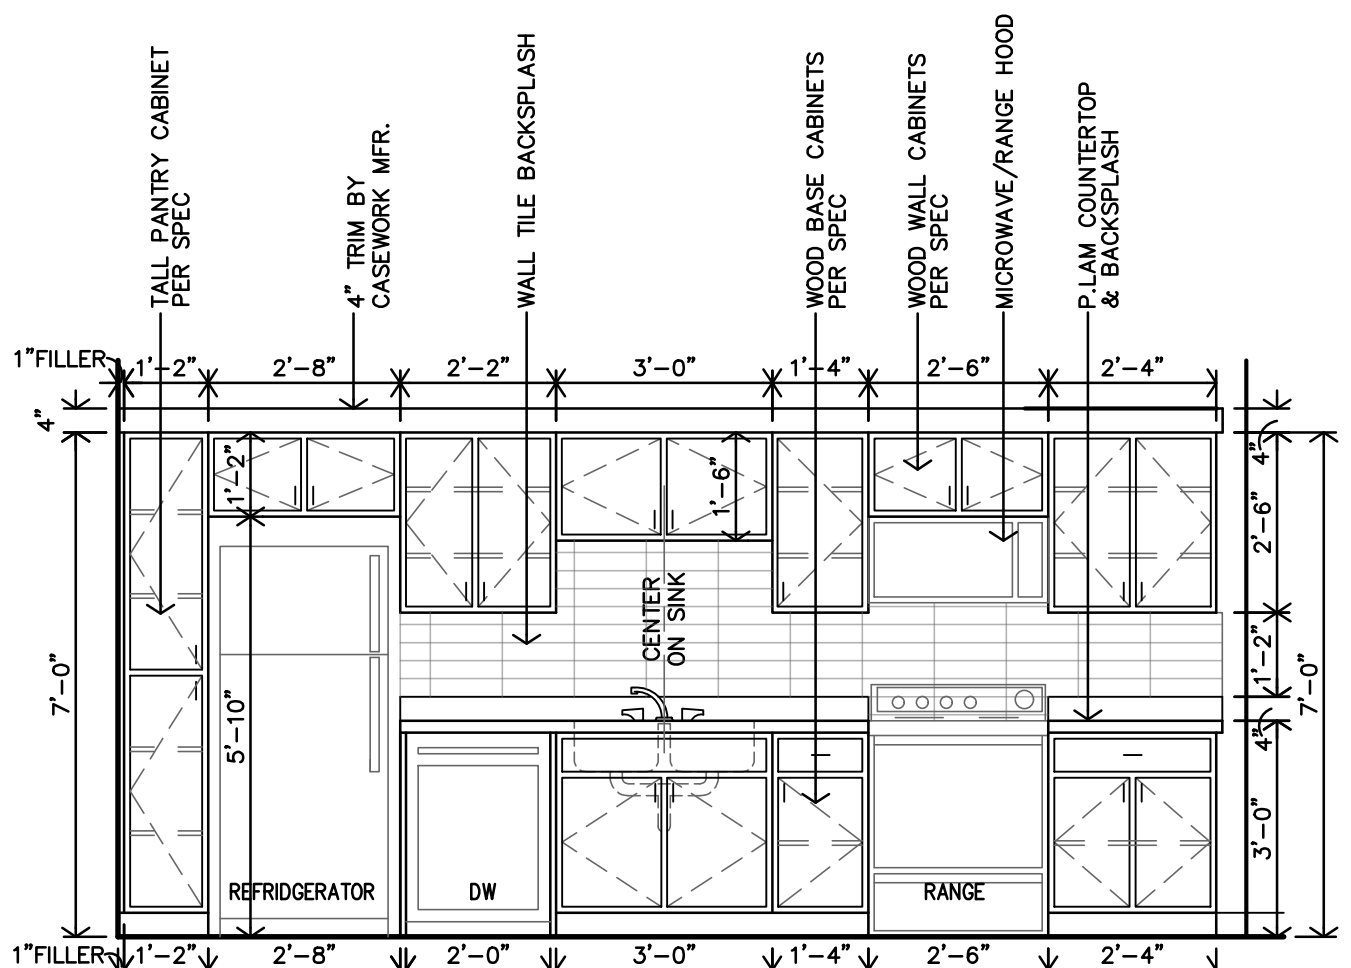 TALL PANTRY CABINET
PER SPEC
4" TRIM BY
CASEWORK MFR.
WALL TILE BACKSPLASH
WOOD BASE CABINETS
PER SPEC
WOOD WALL CABINETS
PER SPEC
MICROWAVE/RANGE HOOD
P.LAM COUNTERTOP
& BACKSPLASH
1"FILLER
1'-2"
2'-8"
2'-2"
3'-0"
1'-4"
2'-6"
2'-4"
4"
4"
1'-2"
1'-6"
2'-6"
CENTER
ON SINK
7'-0"
5'-10"
1'-2"
7'-0"
4"
3'-0"
REFRIDGERATOR
DW
RANGE
1"FILLER
1'-2"
2'-8"
2'-0"
3'-0"
1'-4"
2'-6"
2'-4"